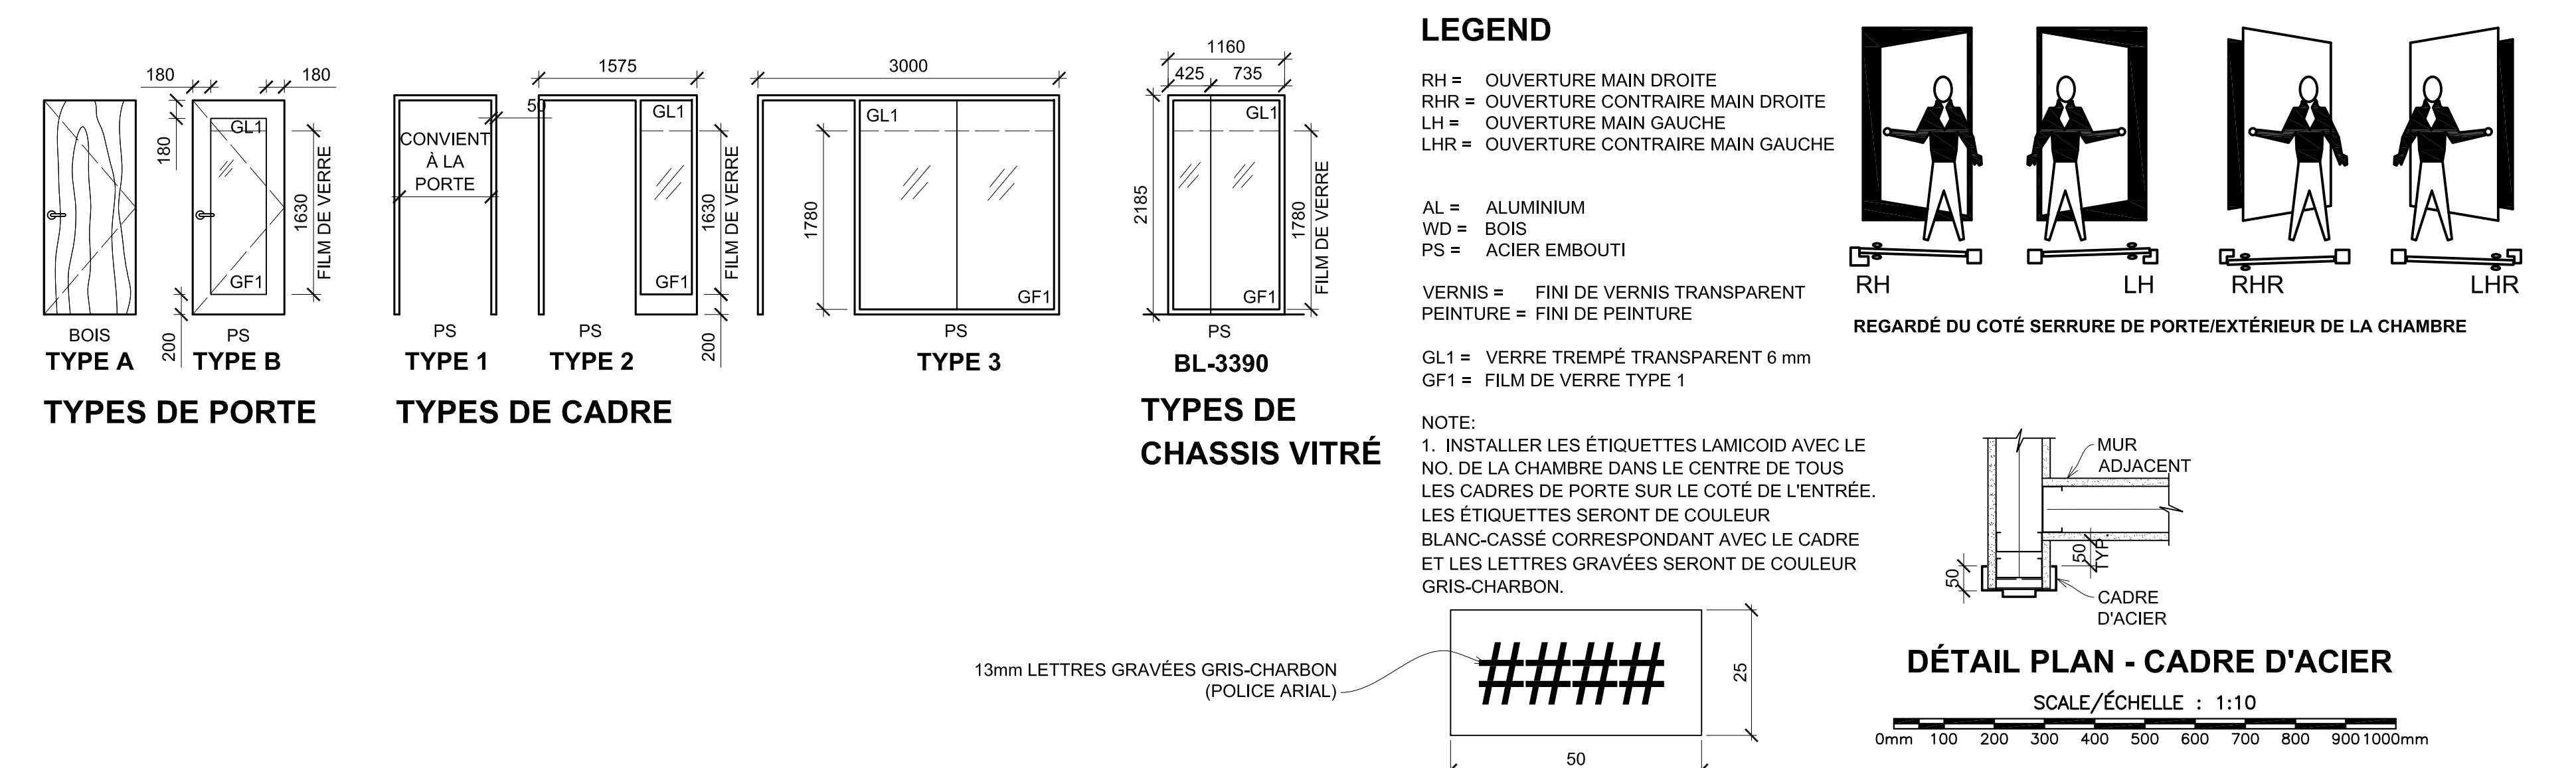 180
180
180
GL1
GF1
1630
FILM DE VERRE
200
BOIS
TYPE A
PS
TYPE B
TYPES DE PORTE
CONVIENT
À LA
PORTE
50
PS
TYPE 1
1575
GL1
GF1
1630
FILM DE VERRE
200
PS
TYPE 2
3000
GL1
1780
GF1
PS
TYPE 3
TYPES DE CADRE
1160
425
735
GL1
2185
1780
FILM DE VERRE
GF1
PS
BL-3390
TYPES DE
CHASSIS VITRÉ
LEGEND
RH = OUVERTURE MAIN DROITE
RHR = OUVERTURE CONTRAIRE MAIN DROITE
LH = OUVERTURE MAIN GAUCHE
LHR = OUVERTURE CONTRAIRE MAIN GAUCHE
AL = ALUMINIUM
WD = BOIS
PS = ACIER EMBOUTI
VERNIS = FINI DE VERNIS TRANSPARENT
PEINTURE = FINI DE PEINTURE
GL1 = VERRE TREMPÉ TRANSPARENT 6 mm
GF1 = FILM DE VERRE TYPE 1
NOTE:
1. INSTALLER LES ÉTIQUETTES LAMICOID AVEC LE
NO. DE LA CHAMBRE DANS LE CENTRE DE TOUS
LES CADRES DE PORTE SUR LE COTÉ DE L'ENTRÉE.
LES ÉTIQUETTES SERONT DE COULEUR
BLANC-CASSÉ CORRESPONDANT AVEC LE CADRE
ET LES LETTRES GRAVÉES SERONT DE COULEUR
GRIS-CHARBON.
13mm LETTRES GRAVÉES GRIS-CHARBON
(POLICE ARIAL)
####
25
50
RH
LH
RHR
LHR
REGARDÉ DU COTÉ SERRURE DE PORTE/EXTÉRIEUR DE LA CHAMBRE
MUR
ADJACENT
50
TYP.
50
CADRE
D'ACIER
DÉTAIL PLAN - CADRE D'ACIER
SCALE/ÉCHELLE : 1:10
0mm 100 200 300 400 500 600 700 800 900 1000mm